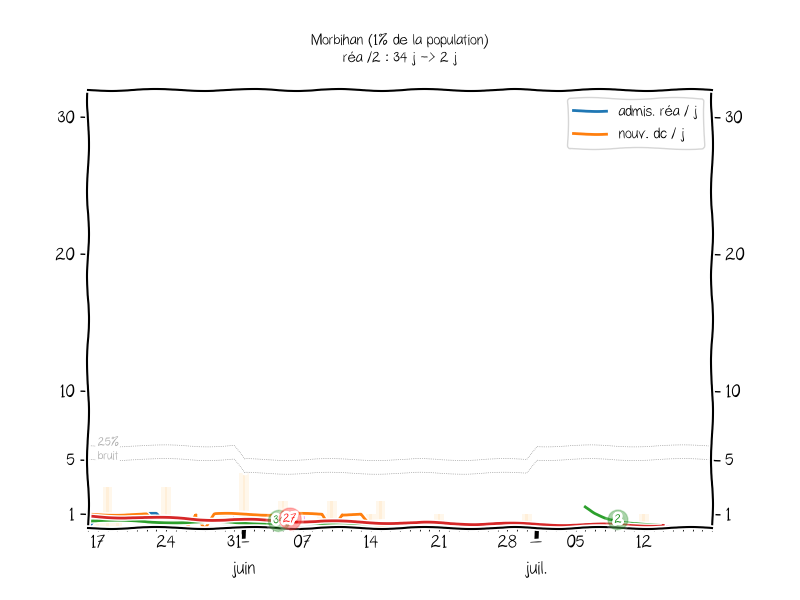 Morbihan (1% de la population)
réa /2 : 34 j -> 2 j
admis. réa / j
nouv. dc / j
30
30
20
20
10
10
25%
bruit
5
5
1
27
2
1
17 24 31 07 14 21 28 05 12
juin juil.